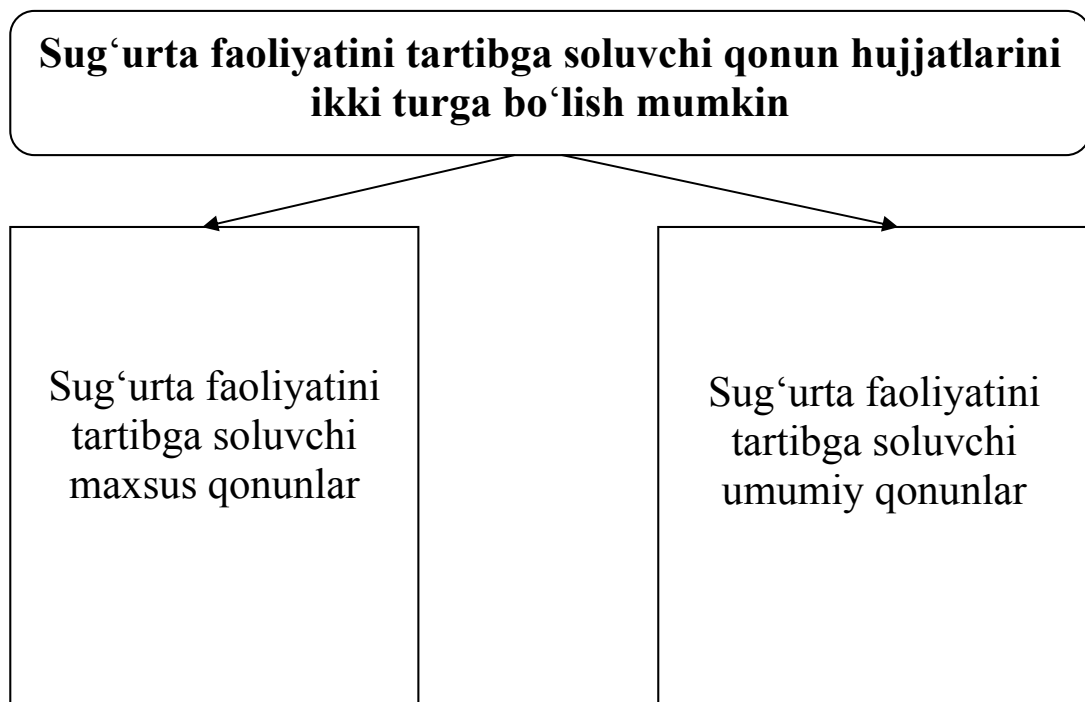 Sug‘urta faoliyatini tartibga soluvchi qonun hujjatlarini
ikki turga bo‘lish mumkin
Sug‘urta faoliyatini
tartibga soluvchi
maxsus qonunlar
Sug‘urta faoliyatini
tartibga soluvchi
umumiy qonunlar